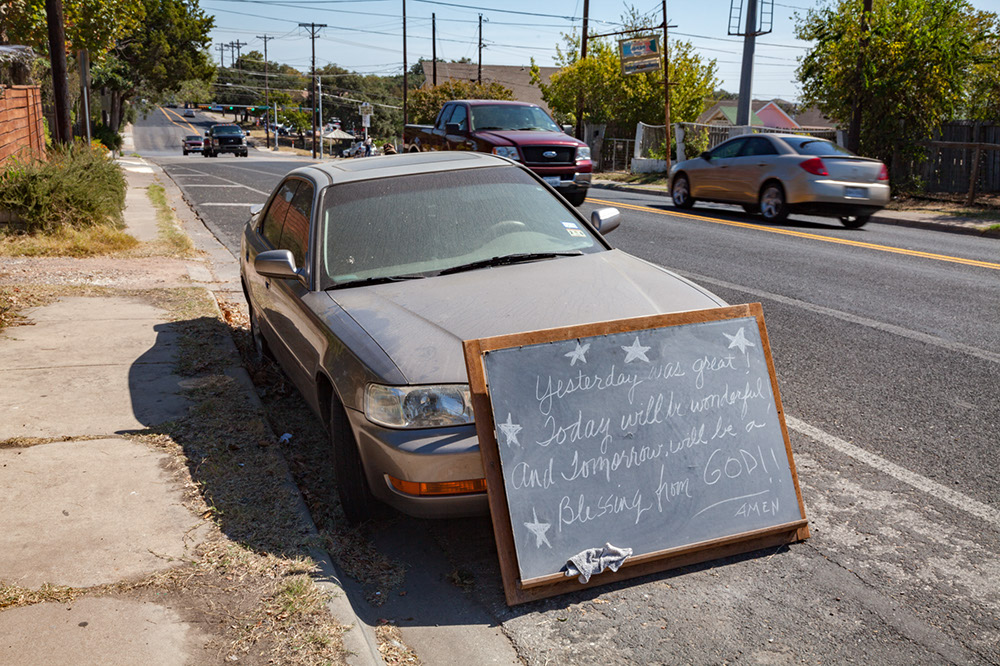 Yesterday was great!
Today will be wonderful,
And Tomorrow, will be a
Blessing from GOD!!
AMEN